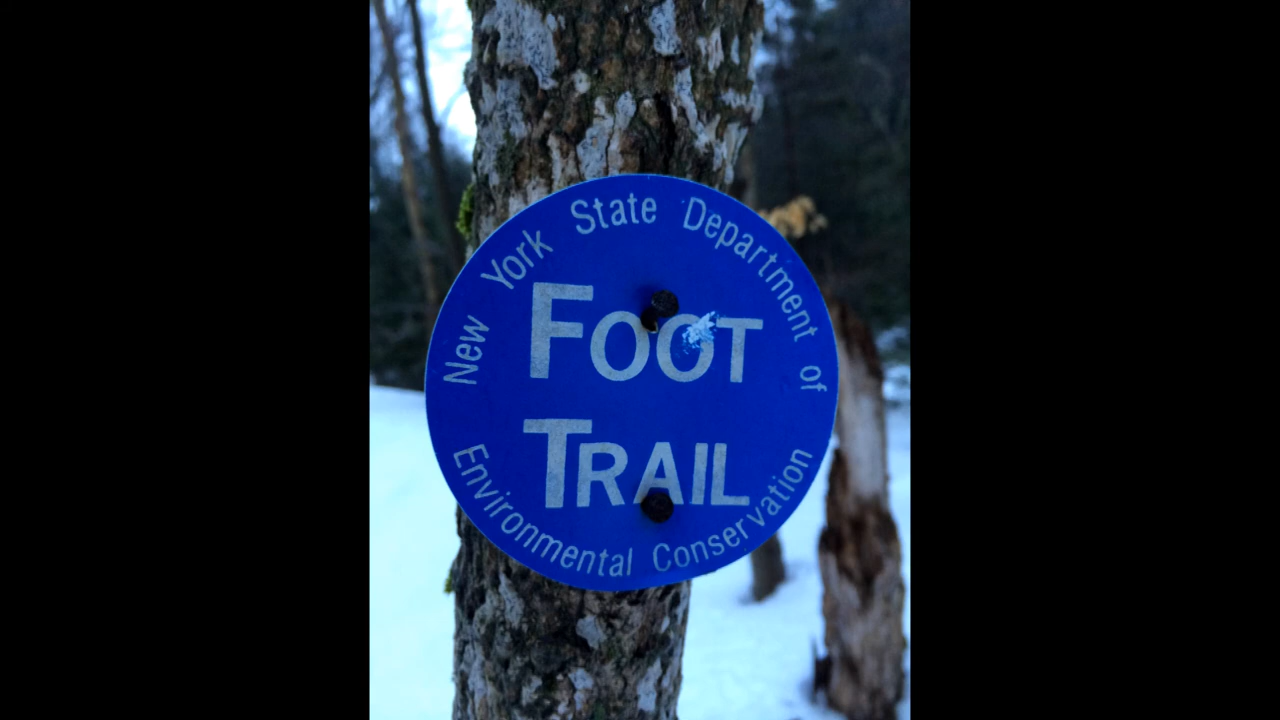 New York State Department of
FOOT
TRAIL
Environmental Conservation